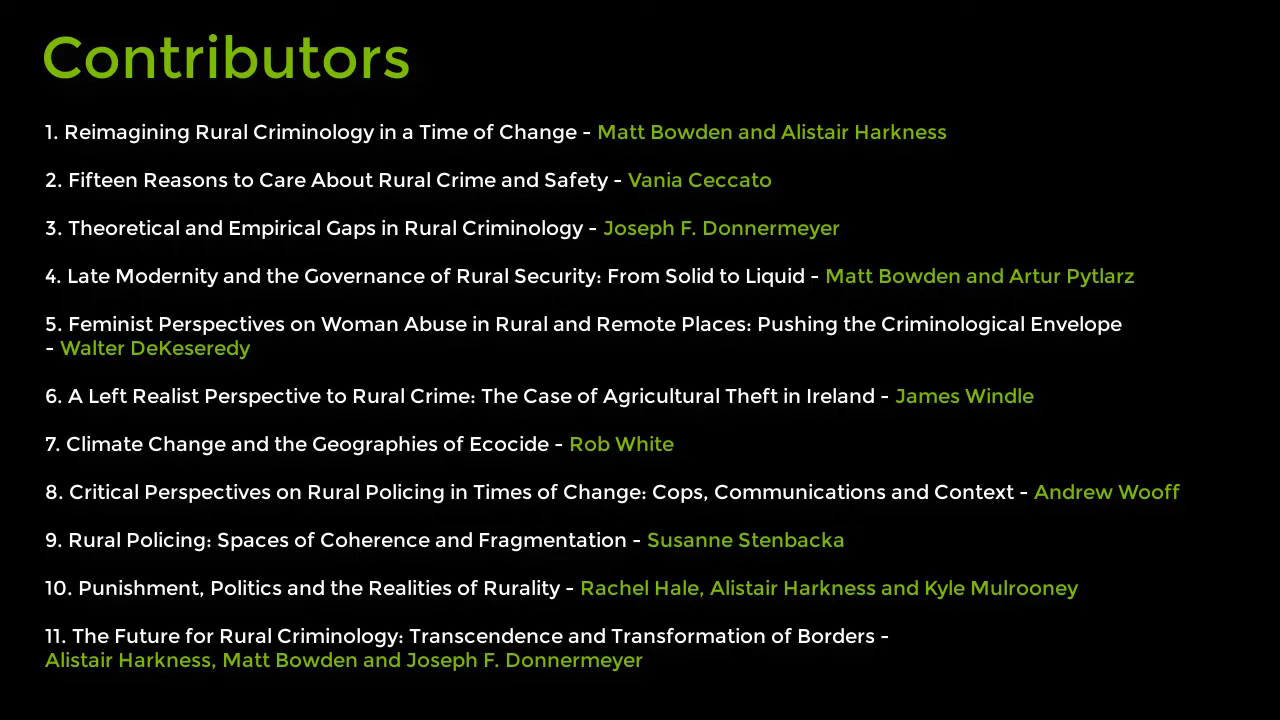 Contributors
1. Reimagining Rural Criminology in a Time of Change - Matt Bowden and Alistair Harkness
2. Fifteen Reasons to Care About Rural Crime and Safety - Vania Ceccato
3. Theoretical and Empirical Gaps in Rural Criminology - Joseph F. Donnermeyer
4. Late Modernity and the Governance of Rural Security: From Solid to Liquid - Matt Bowden and Artur Pytlarz
5. Feminist Perspectives on Woman Abuse in Rural and Remote Places: Pushing the Criminological Envelope
- Walter DeKeseredy
6. A Left Realist Perspective to Rural Crime: The Case of Agricultural Theft in Ireland - James Windle
7. Climate Change and the Geographies of Ecocide - Rob White
8. Critical Perspectives on Rural Policing in Times of Change: Cops, Communications and Context - Andrew Wooff
9. Rural Policing: Spaces of Coherence and Fragmentation - Susanne Stenbacka
10. Punishment, Politics and the Realities of Rurality - Rachel Hale, Alistair Harkness and Kyle Mulrooney
11. The Future for Rural Criminology: Transcendence and Transformation of Borders -
Alistair Harkness, Matt Bowden and Joseph F. Donnermeyer